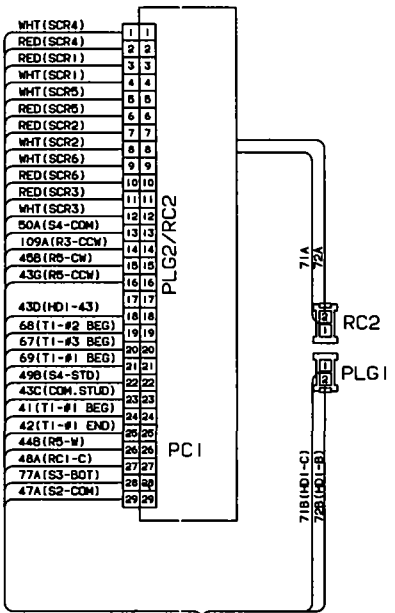 WHT(SCR4) 1 1
RED(SCR4) 2 2
RED(SCR1) 3 3
WHT(SCR1) 4 4
WHT(SCR5) 5 5
RED(SCR5) 6 6
RED(SCR2) 7 7
WHT(SCR2) 8 8
WHT(SCR6) 9 9
RED(SCR6) 10 10
RED(SCR3) 11 11
WHT(SCR3) 12 12
50A(S4-COM) 13 13
109A(R3-CCW) 14 14
45B(R5-CW) 15 15
43G(R5-CCW) 16 16
17 17
43D(HD1-43) 18 18
68(T1-#2 BEG) 19 19
67(T1-#3 BEG) 20 20
69(T1-#1 BEG) 21 21
49B(S4-STD) 22 22
43C(COM.STUD) 23 23
41(T1-#1 BEG) 24 24
42(T1-#1 END) 25 25
44B(R5-W) 26 26
48A(RC1-C) 27 27
77A(S3-BOT) 28 28
47A(S2-COM) 29 29
PLG2/RC2
PC1
71A
72A
2
1
RC2
1
2
PLG1
71B(HD1-C)
72B(HD1-B)